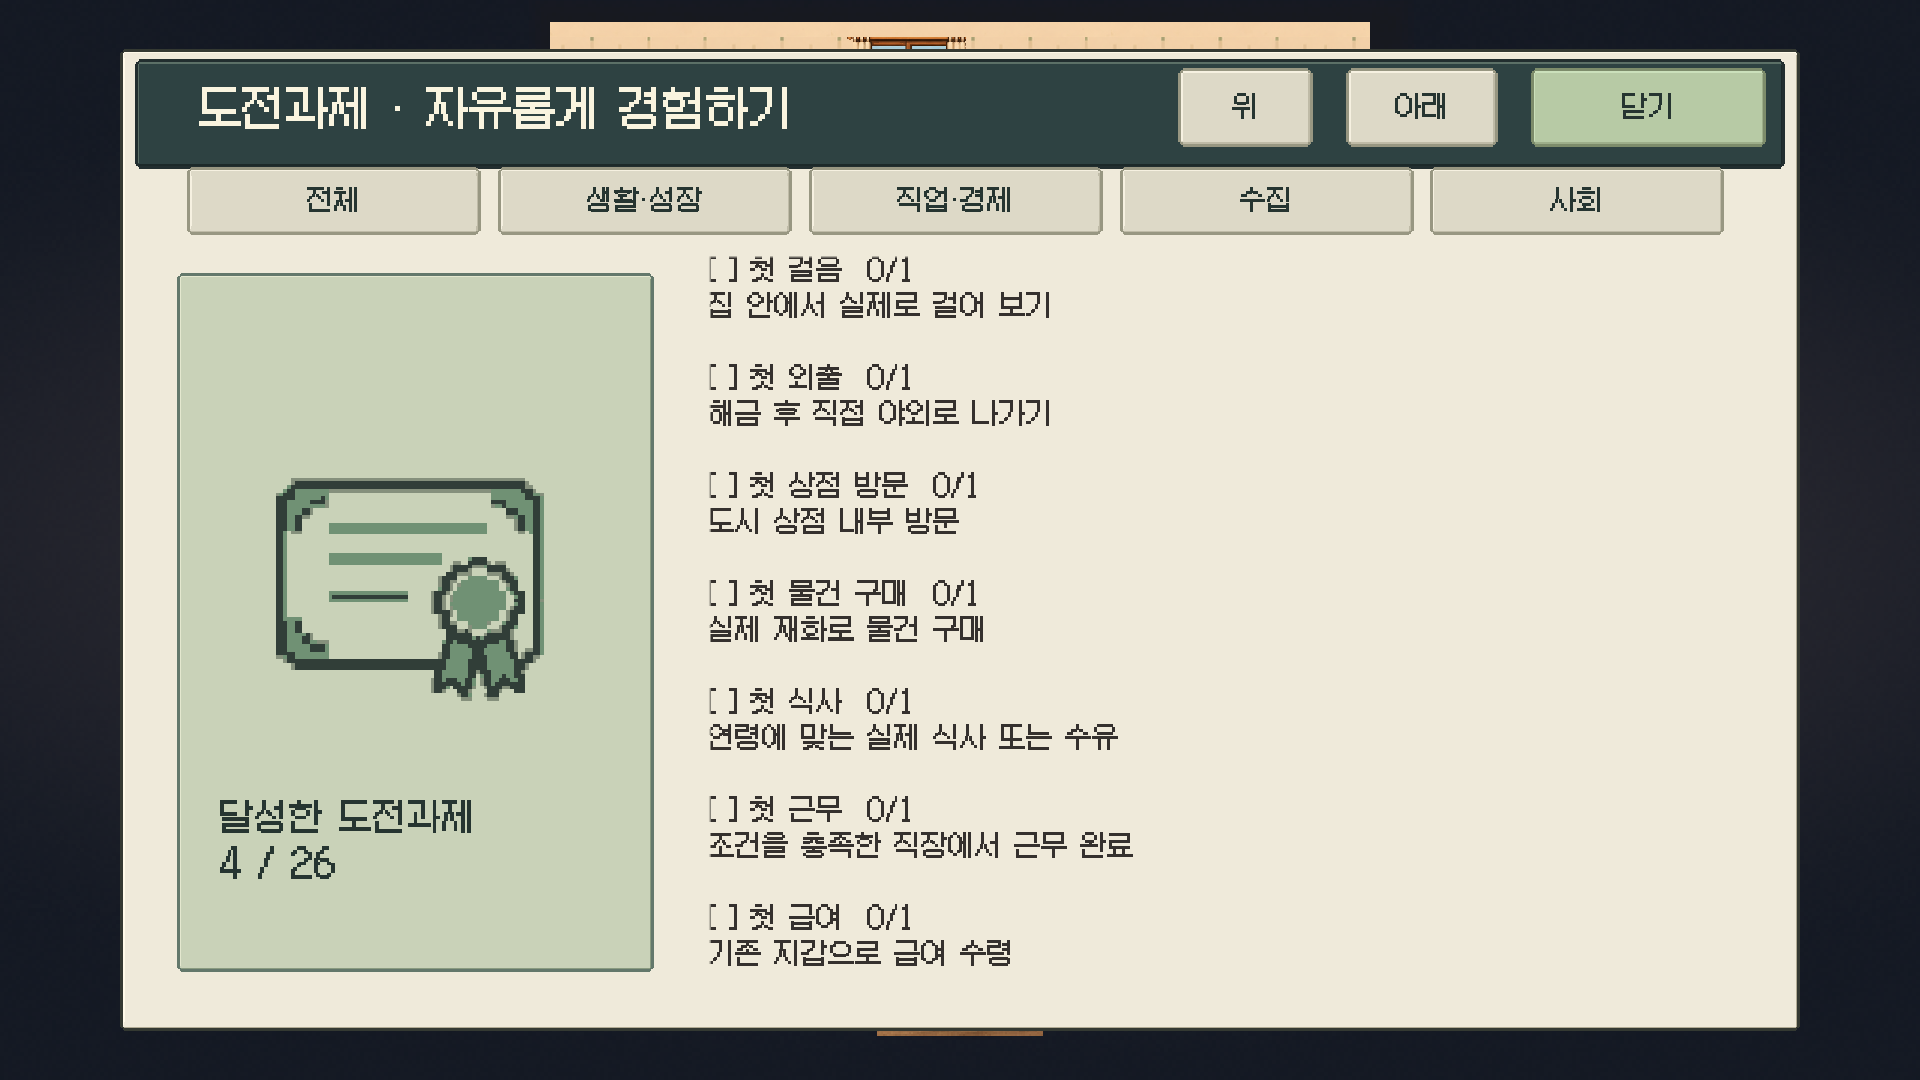 도전과제 · 자유롭게 경험하기
위
아래
닫기
전체
생활·성장
직업·경제
수집
사회
[ ] 첫 걸음 0/1
집 안에서 실제로 걸어 보기
[ ] 첫 외출 0/1
해금 후 직접 야외로 나가기
[ ] 첫 상점 방문 0/1
도시 상점 내부 방문
[ ] 첫 물건 구매 0/1
실제 재화로 물건 구매
[ ] 첫 식사 0/1
연령에 맞는 실제 식사 또는 수유
[ ] 첫 근무 0/1
조건을 충족한 직장에서 근무 완료
[ ] 첫 급여 0/1
기존 지갑으로 급여 수령
달성한 도전과제
4 / 26